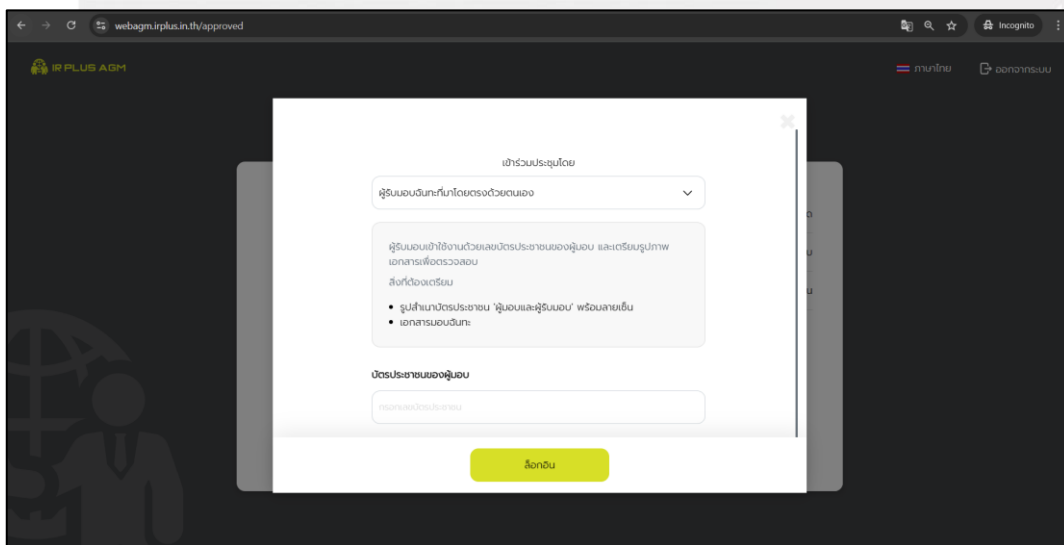 webagm.irplus.in.th/approved
Incognito
IR PLUS AGM
ภาษาไทย
ออกจากระบบ
เข้าร่วมประชุมโดย
ผู้รับมอบฉันทะที่มาโดยตรงด้วยตนเอง
ผู้รับมอบเข้าใช้งานด้วยเลขบัตรประชาชนของผู้มอบ และเตรียมรูปภาพ
เอกสารเพื่อตรวจสอบ
สิ่งที่ต้องเตรียม
• รูปสำเนาบัตรประชาชน 'ผู้มอบและผู้รับมอบ' พร้อมลายเซ็น
• เอกสารมอบฉันทะ
บัตรประชาชนของผู้มอบ
กรอกเลขบัตรประชาชน
ล็อกอิน